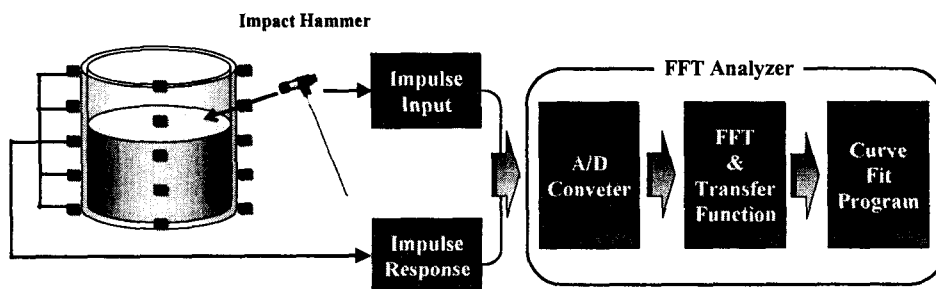 Impact Hammer
Impulse
Input
Impulse
Response
FFT Analyzer
A/D
Conveter
FFT
&
Transfer
Function
Curve
Fit
Program